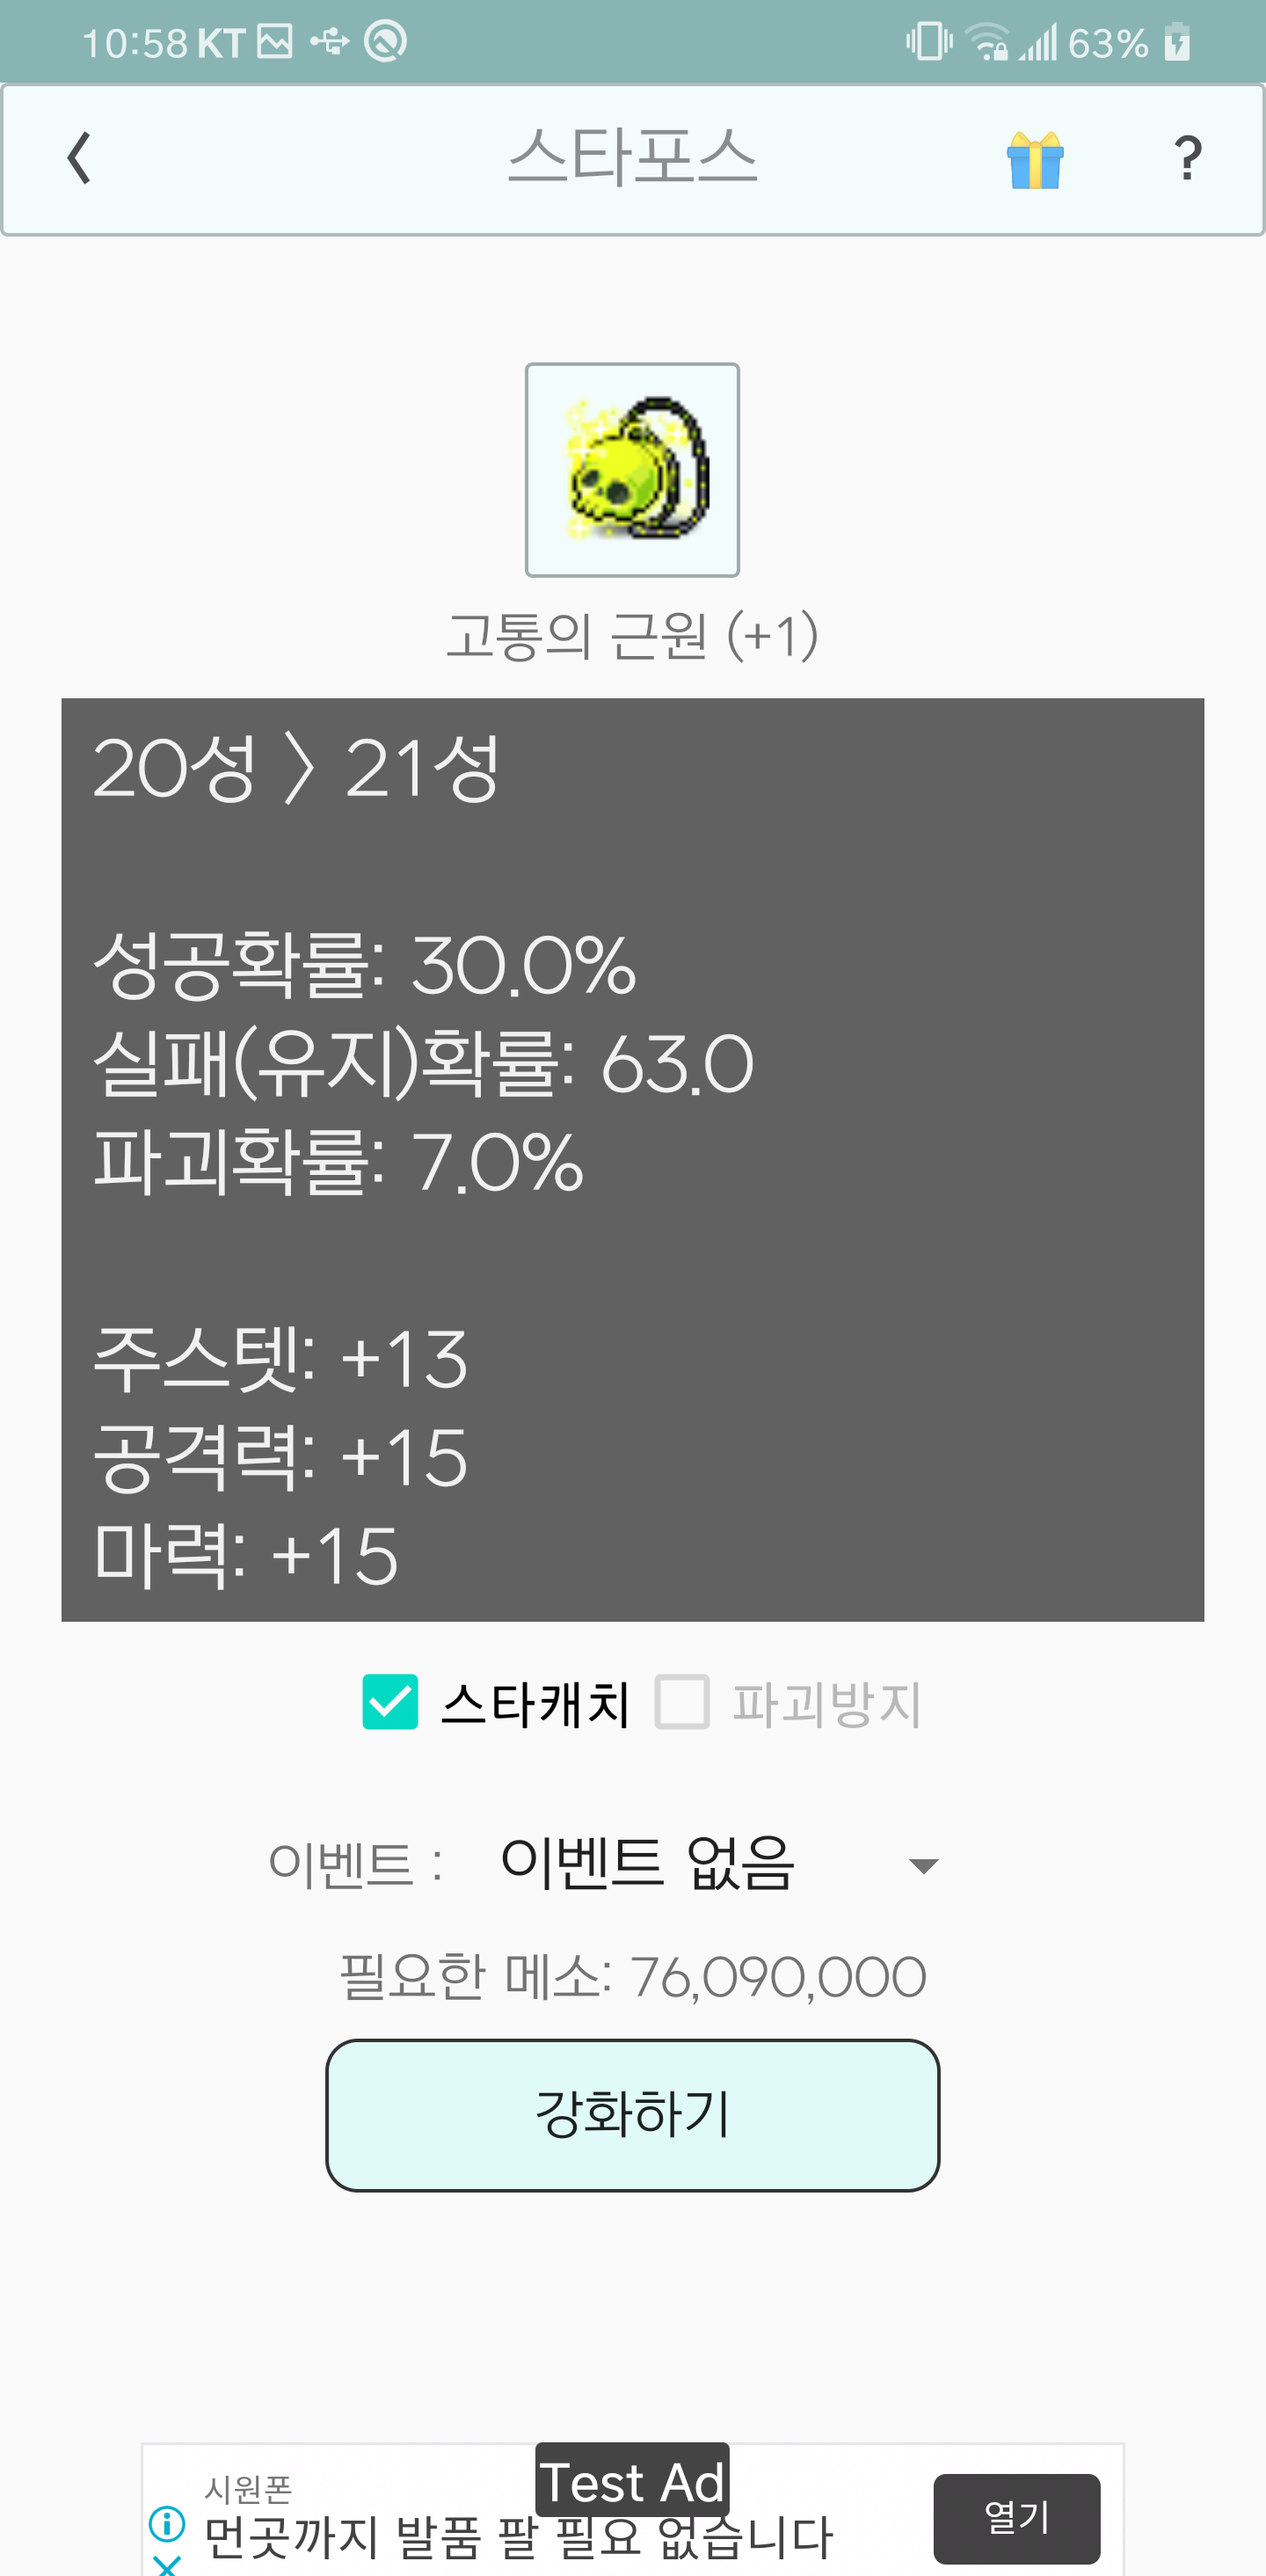 10:58 KT 63%
스타포스 ?
고통의 근원 (+1)
20성 > 21성
성공확률: 30.0%
실패(유지)확률: 63.0
파괴확률: 7.0%
주스텟: +13
공격력: +15
마력: +15
스타캐치 파괴방지
이벤트 : 이벤트 없음
필요한 메소: 76,090,000
강화하기
Test Ad
시원폰
먼곳까지 발품 팔 필요 없습니다
열기